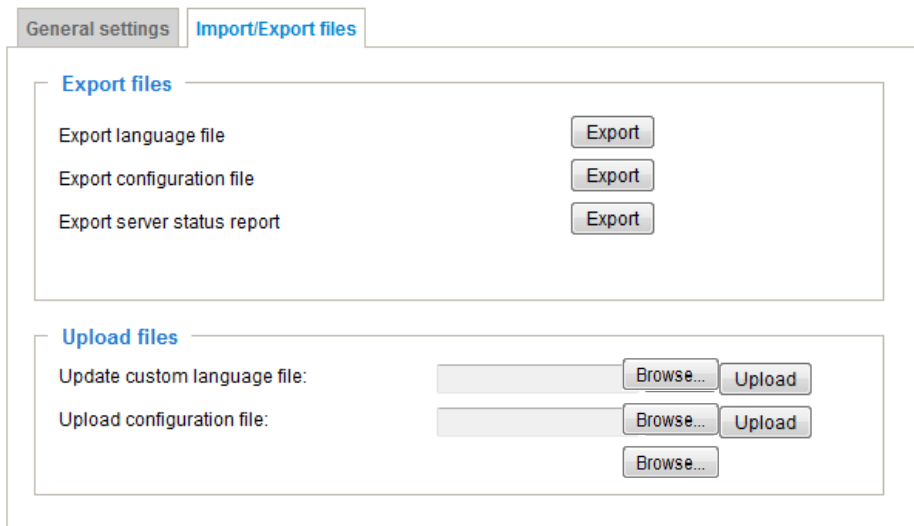 General settings Import/Export files
Export files
Export language file Export
Export configuration file Export
Export server status report Export
Upload files
Update custom language file: Browse... Upload
Upload configuration file: Browse... Upload
Browse...